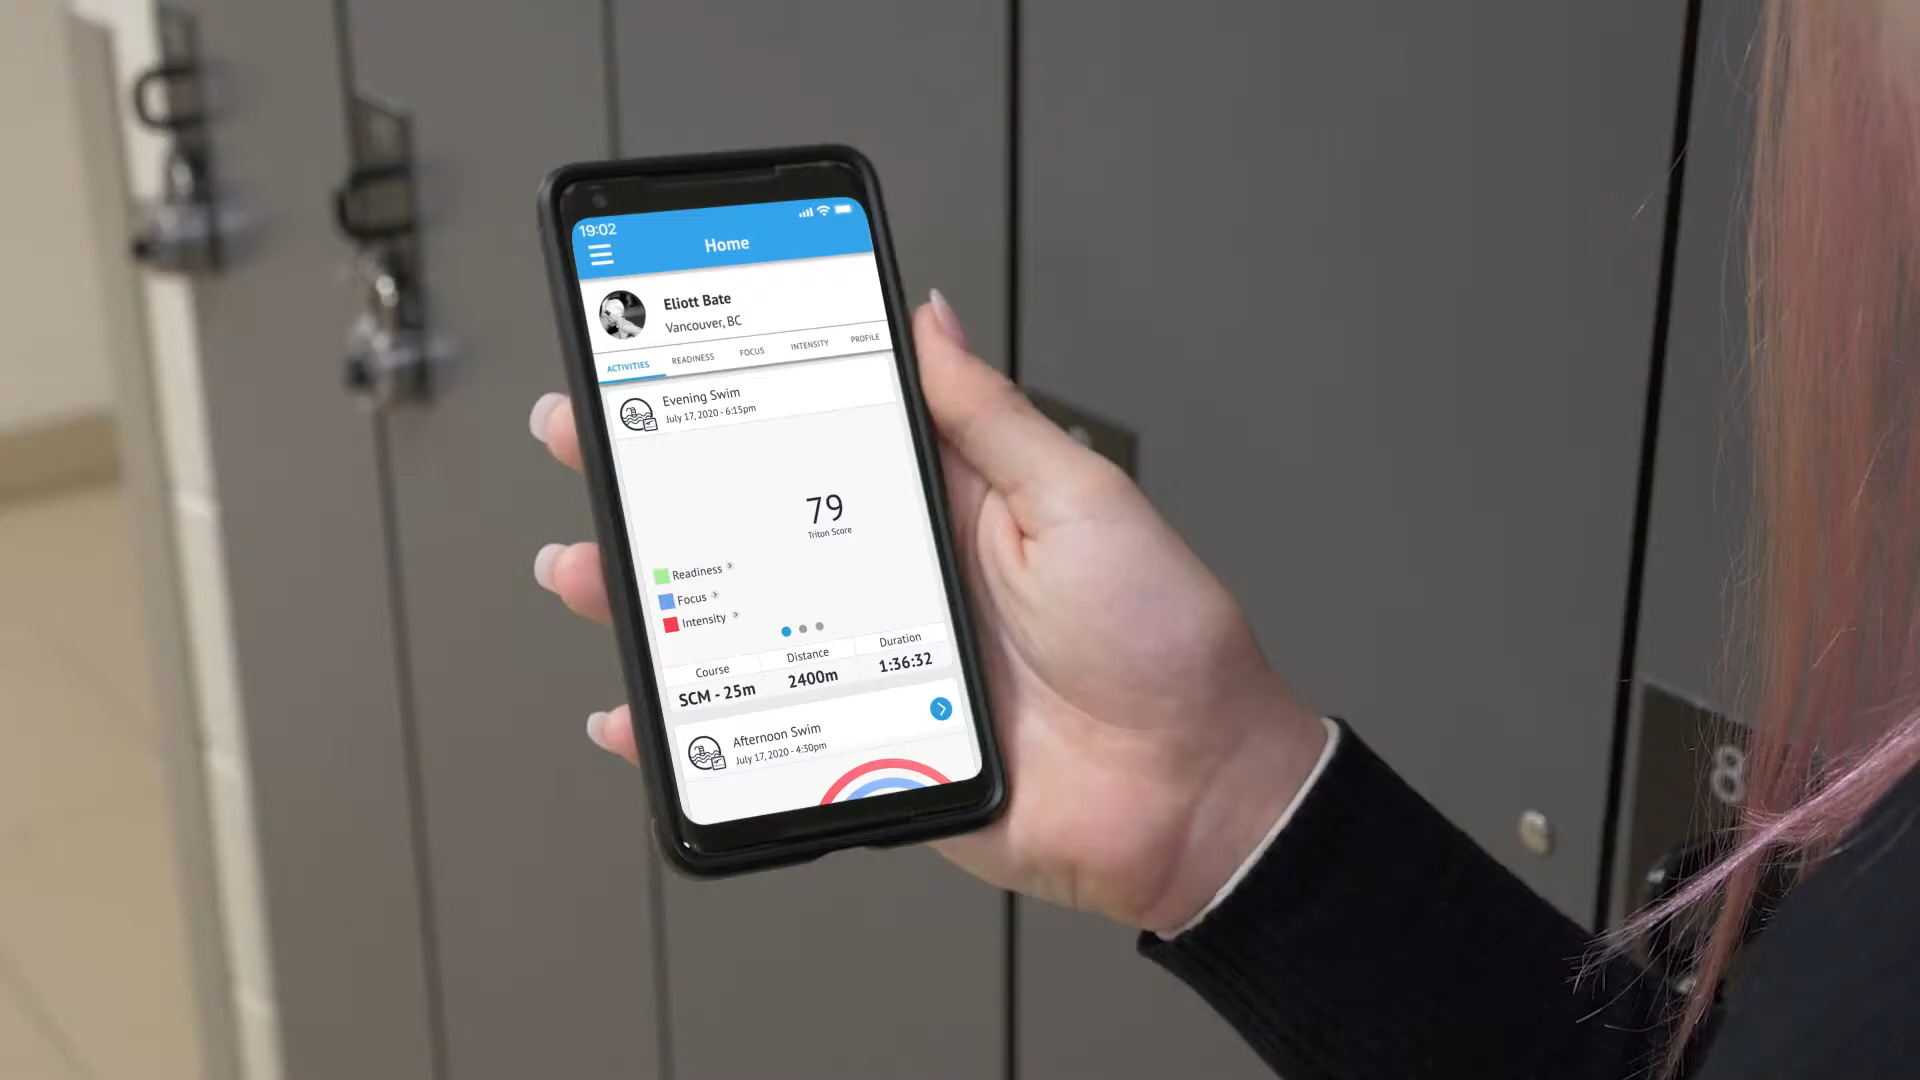 19:02
Home
Eliott Bate
Vancouver, BC
ACTIVITIES READINESS FOCUS INTENSITY PROFILE
Evening Swim
July 17, 2020 - 6:15pm
79
Triton Score
Readiness
Focus
Intensity
Course Distance Duration
SCM - 25m 2400m 1:36:32
Afternoon Swim
July 17, 2020 - 4:30pm
8